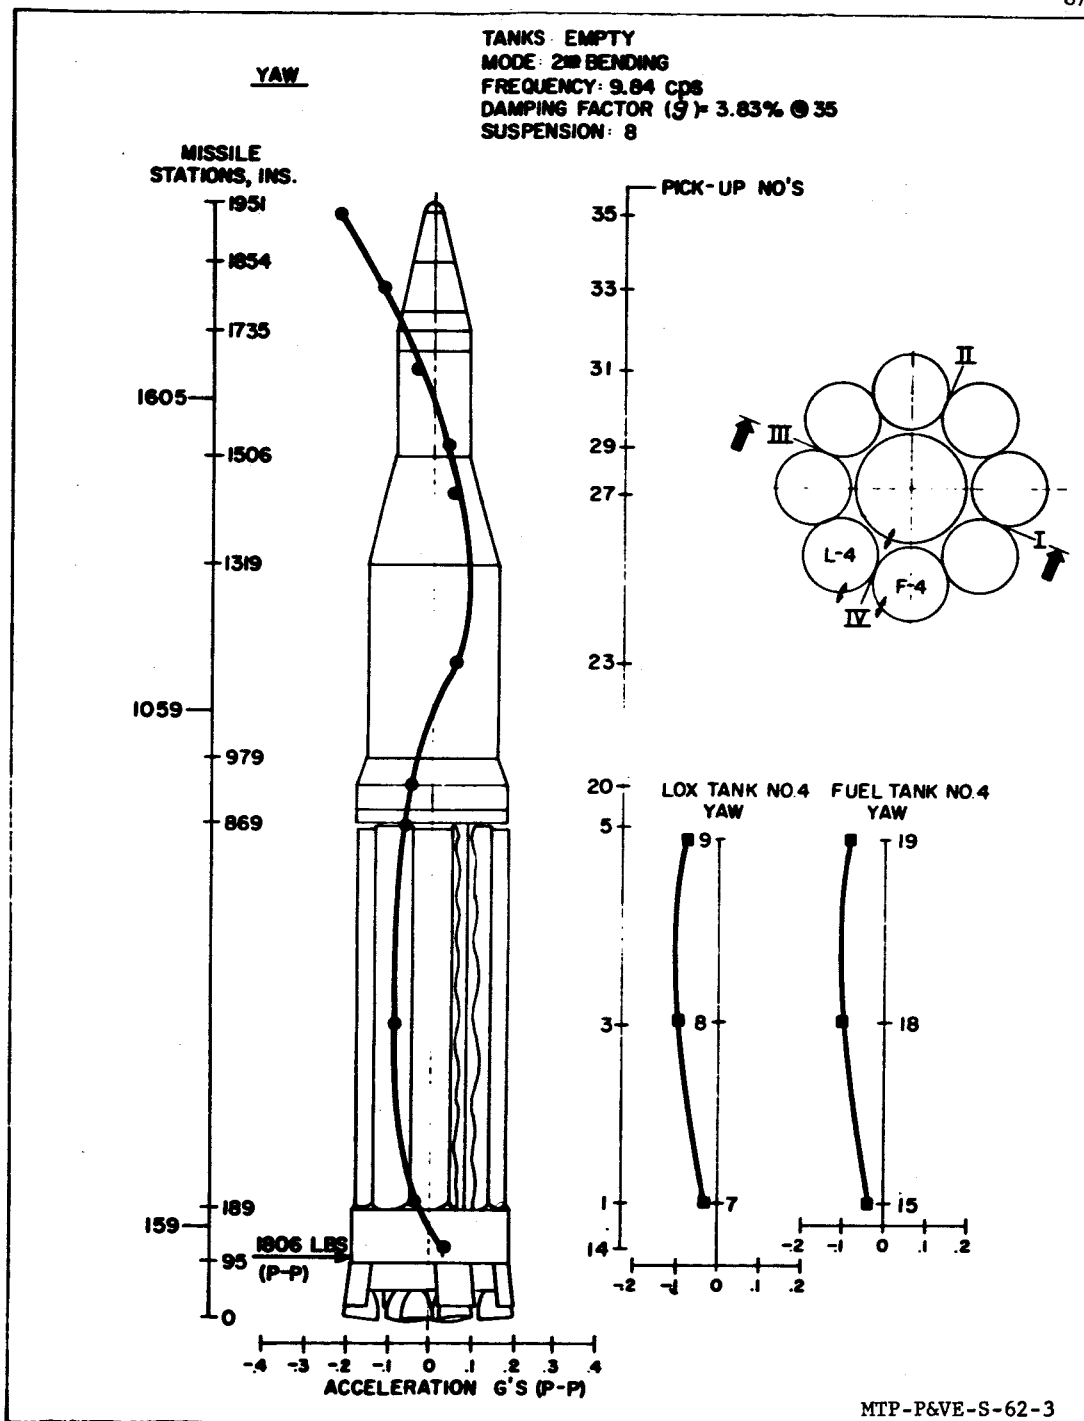 67
TANKS: EMPTY
MODE: 2ND BENDING
FREQUENCY: 9.84 cps
DAMPING FACTOR (g)= 3.83% @ 35
SUSPENSION: 8
YAW
MISSILE
STATIONS, INS.
1951
1854
1735
1605
1506
1319
1059
979
869
189
159
95
0
1806 LBS
(P-P)
-.4 -.3 -.2 -.1 0 .1 .2 .3 .4
ACCELERATION G'S (P-P)
PICK-UP NO'S
35
33
31
29
27
23
20
5
3
1
14
II
III
I
L-4
F-4
IV
LOX TANK NO.4
YAW
9
8
7
-.2 -.1 0 .1 .2
FUEL TANK NO.4
YAW
19
18
15
-.2 -.1 0 .1 .2
MTP-P&VE-S-62-3